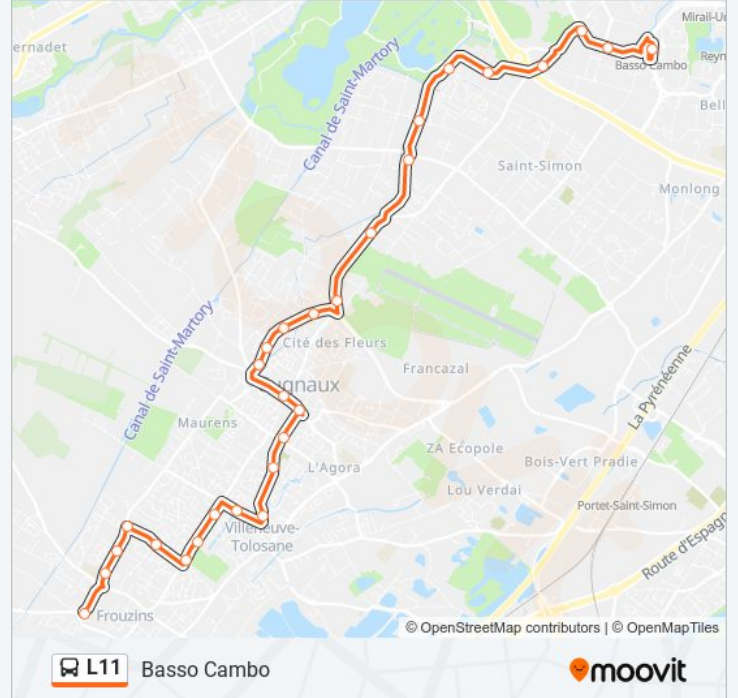 Mirail-U
ernadet
Canal de Saint-Martory
Basso Cambo
Reyn
Bell
Saint-Simon
Monlong
Canal de Saint-Martory
Cité des Fleurs
La Pyrénéenne
Francazal
gnaux
Maurens
ZA Ecopole
Bois-Vert Pradie
L'Agora
Lou Verdai
Portet-Saint-Simon
Villeneuve-
Tolosane
Route d'Espagn
Frouzins
© OpenStreetMap contributors | © OpenMapTiles
L11 Basso Cambo
moovit